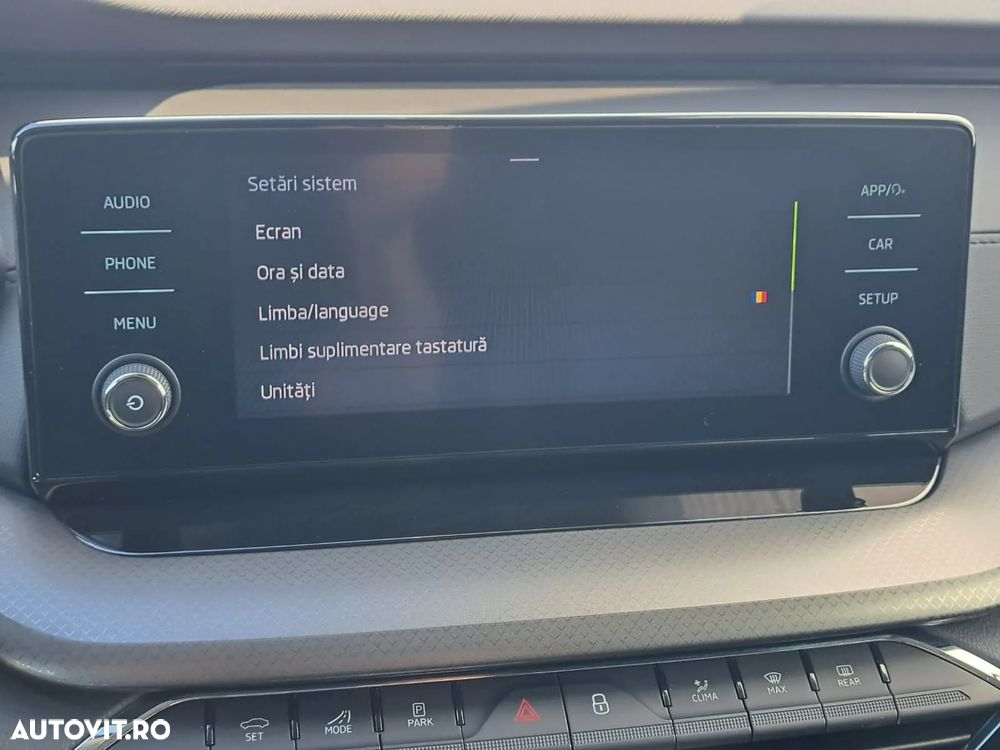 AUDIO
PHONE
MENU
Setări sistem
Ecran
Ora și data
Limba/language
Limbi suplimentare tastatură
Unități
APP/
CAR
SETUP
SET
MODE
P
PARK
CLIMA
MAX
REAR
AUTOVIT.RO